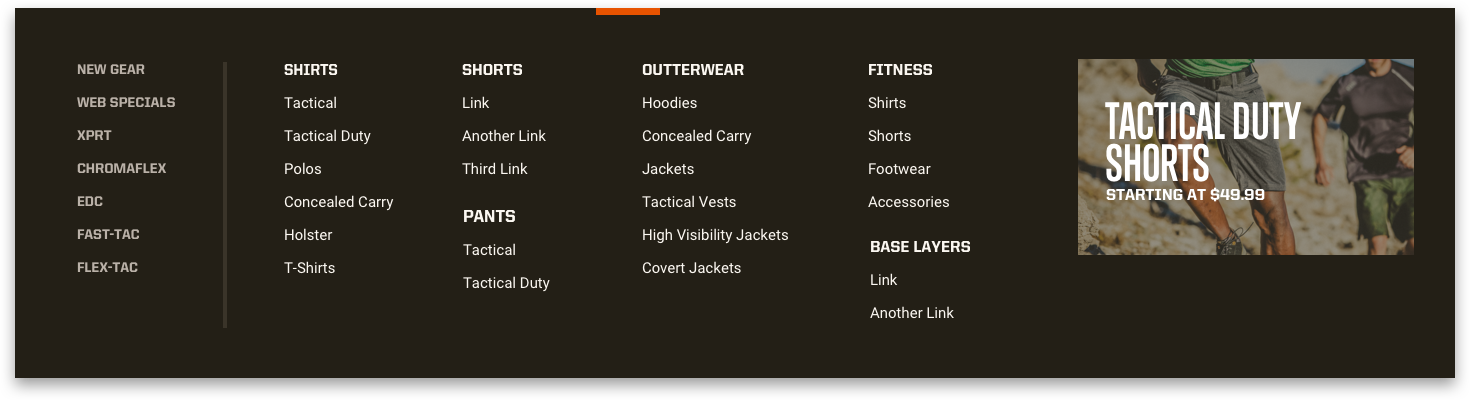 NEW GEAR
WEB SPECIALS
XPRT
CHROMAFLEX
EDC
FAST-TAC
FLEX-TAC
SHIRTS
Tactical
Tactical Duty
Polos
Concealed Carry
Holster
T-Shirts
SHORTS
Link
Another Link
Third Link
PANTS
Tactical
Tactical Duty
OUTTERWEAR
Hoodies
Concealed Carry
Jackets
Tactical Vests
High Visibility Jackets
Covert Jackets
FITNESS
Shirts
Shorts
Footwear
Accessories
BASE LAYERS
Link
Another Link
TACTICAL DUTY
SHORTS
STARTING AT $49.99